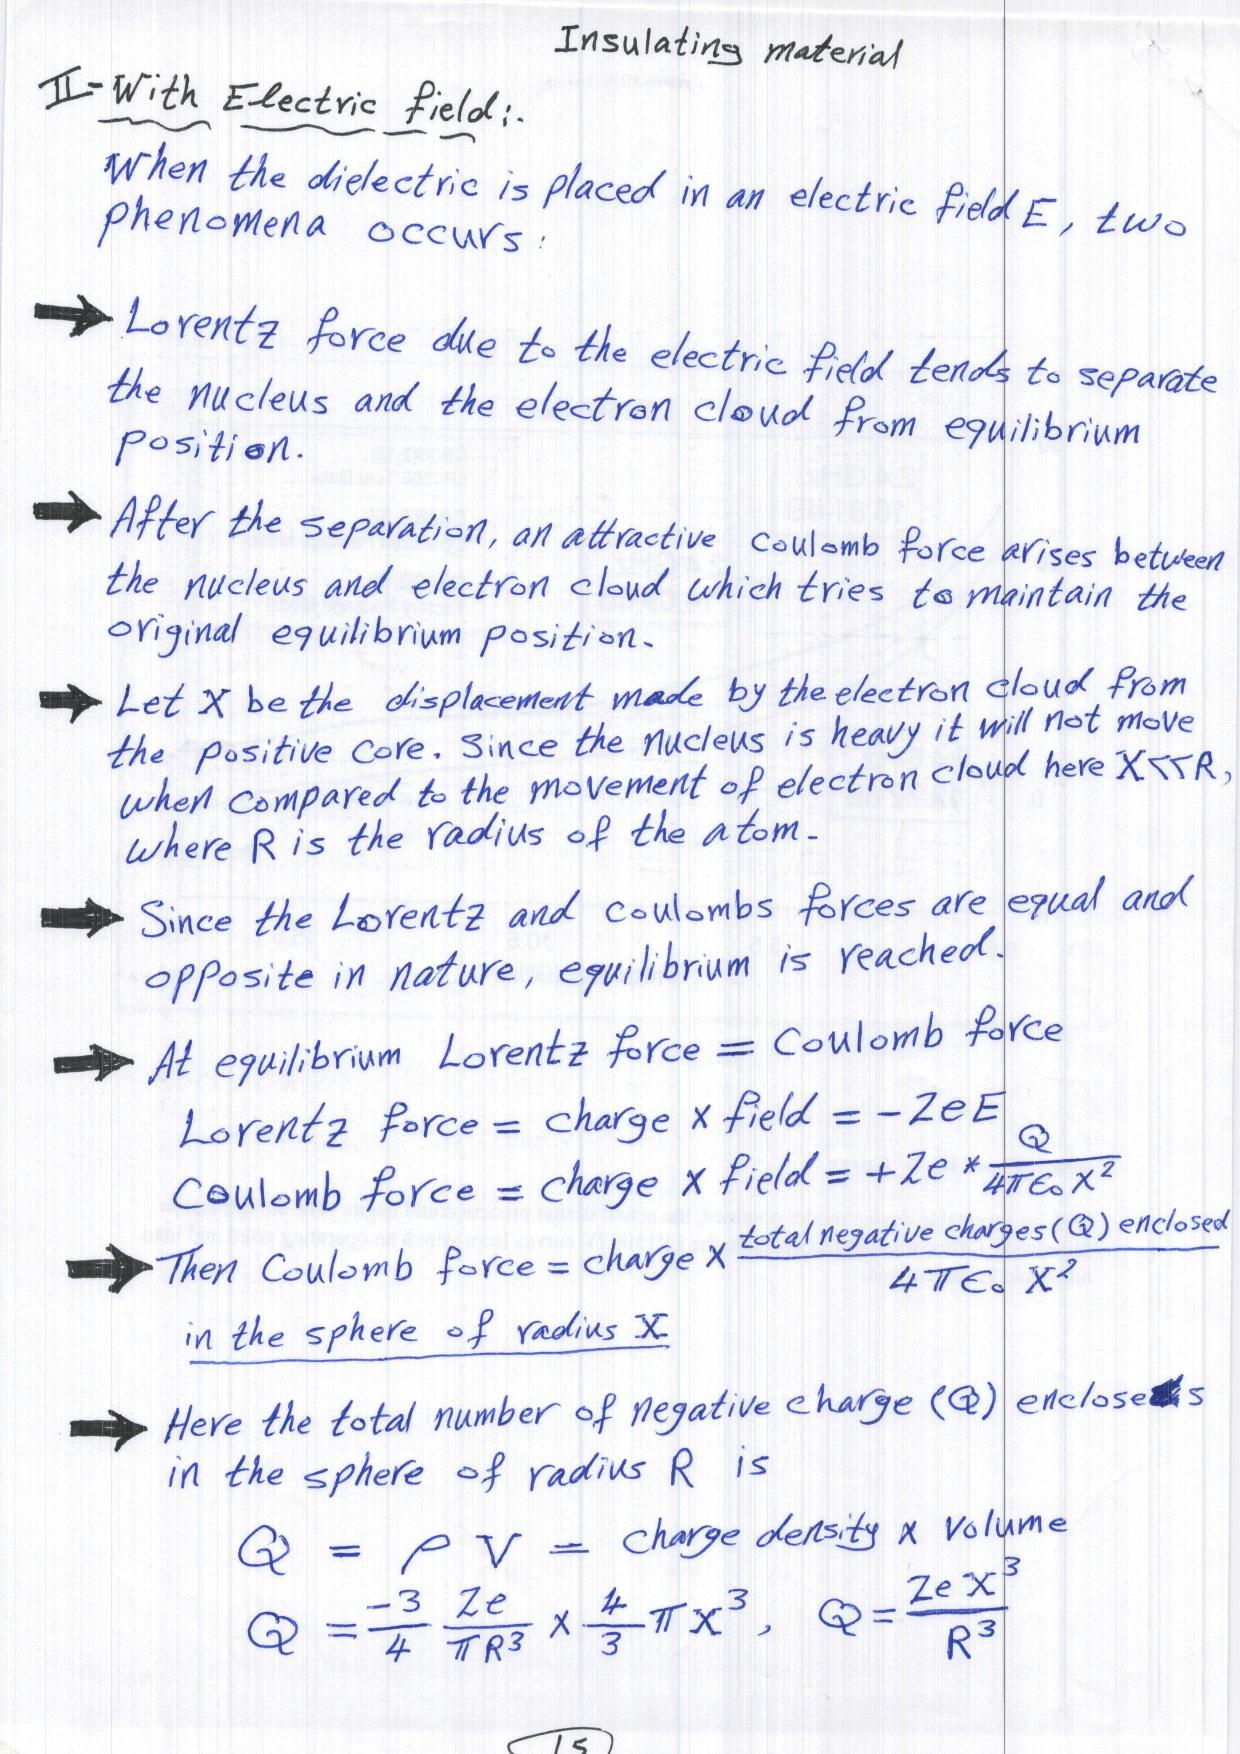 Insulating material
II- With Electric field:.
When the dielectric is placed in an electric field E, two
phenomena occurs:
➡ Lorentz force due to the electric field tends to separate
the nucleus and the electron cloud from equilibrium
position.
➡ After the separation, an attractive coulomb force arises between
the nucleus and electron cloud which tries to maintain the
original equilibrium position.
➡ Let X be the displacement made by the electron cloud from
the positive core. Since the nucleus is heavy it will not move
when compared to the movement of electron cloud here X<<R,
where R is the radius of the atom.
➡ Since the Lorentz and coulombs forces are equal and
opposite in nature, equilibrium is reached.
➡ At equilibrium Lorentz force = Coulomb force
Lorentz force = charge x field = - ZeE
Coulomb force = charge x field = + Ze * Q / 4πϵ₀ X²
➡ Then Coulomb force = charge x total negative charges (Q) enclosed / 4πϵ₀ X²
in the sphere of radius X
➡ Here the total number of negative charge (Q) encloses
in the sphere of radius R is
Q = ρ V = charge density x volume
Q = -3/4 Ze/πR³ x 4/3 π X³, Q = Ze X³ / R³
15